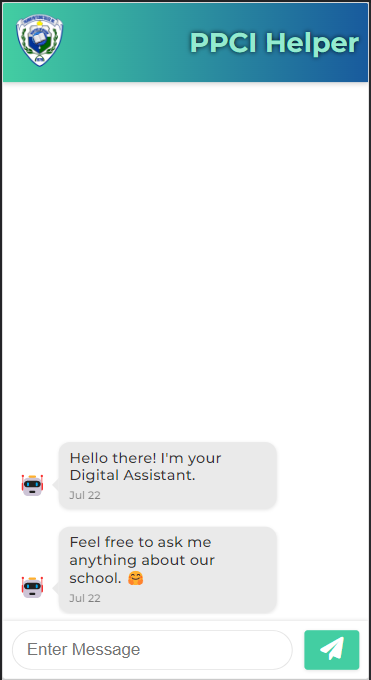 PPCI Helper
Hello there! I'm your
Digital Assistant.
Jul 22
Feel free to ask me
anything about our
school. 🤗
Jul 22
Enter Message